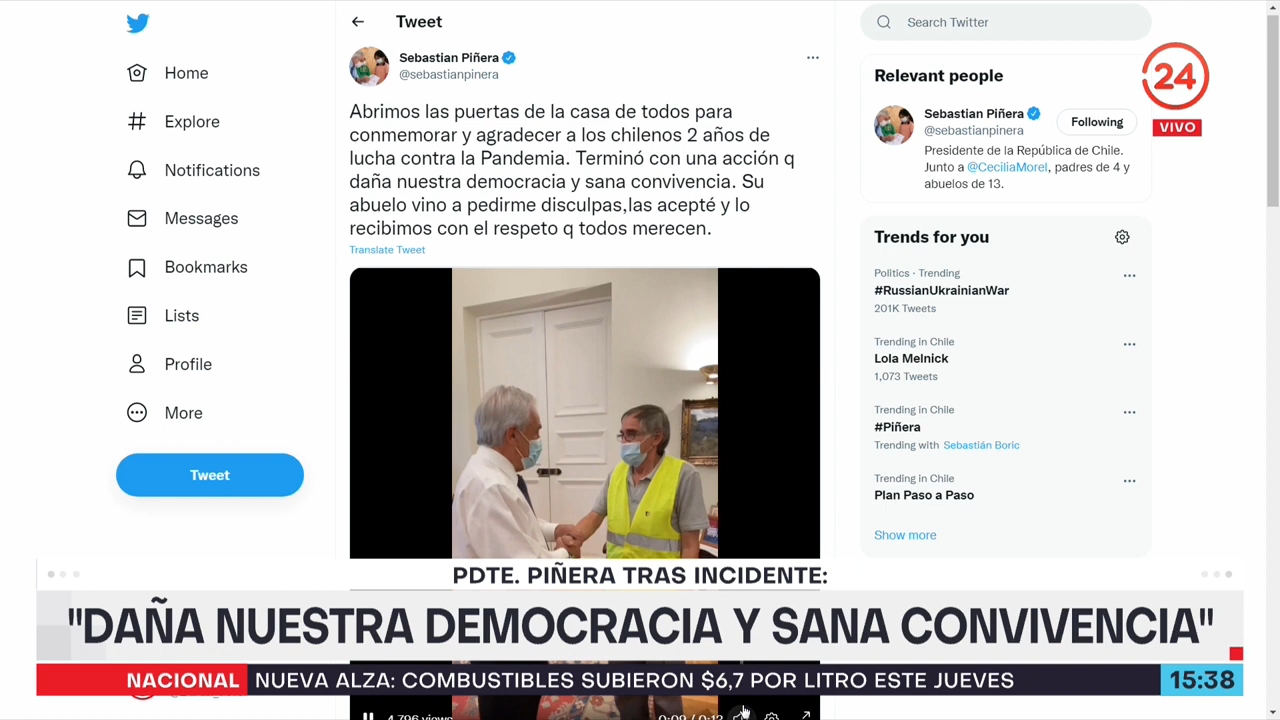 Home
Explore
Notifications
Messages
Bookmarks
Lists
Profile
More
Tweet
Tweet
Sebastian Piñera
@sebastianpinera
Abrimos las puertas de la casa de todos para
conmemorar y agradecer a los chilenos 2 años de
lucha contra la Pandemia. Terminó con una acción q
daña nuestra democracia y sana convivencia. Su
abuelo vino a pedirme disculpas,las acepté y lo
recibimos con el respeto q todos merecen.
Translate Tweet
Search Twitter
Relevant people
Sebastian Piñera
@sebastianpinera
Following
Presidente de la República de Chile.
Junto a @CeciliaMorel, padres de 4 y
abuelos de 13.
24
VIVO
Trends for you
Politics · Trending
#RussianUkrainianWar
201K Tweets
Trending in Chile
Lola Melnick
1,073 Tweets
Trending in Chile
#Piñera
Trending with Sebastián Boric
Trending in Chile
Plan Paso a Paso
Show more
PDTE. PIÑERA TRAS INCIDENTE:
"DAÑA NUESTRA DEMOCRACIA Y SANA CONVIVENCIA"
NACIONAL NUEVA ALZA: COMBUSTIBLES SUBIERON $6,7 POR LITRO ESTE JUEVES 15:38
4,796 views 0:09 / 0:12